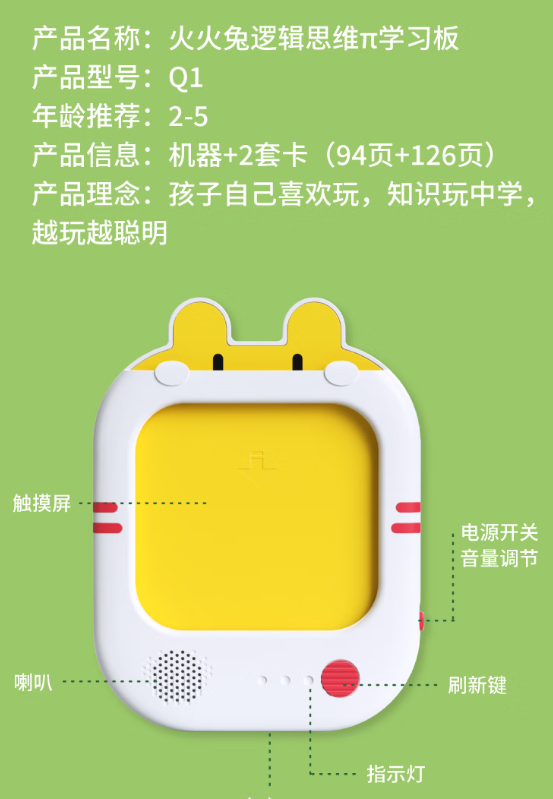 产品名称：火火兔逻辑思维π学习板
产品型号：Q1
年龄推荐：2-5
产品信息：机器+2套卡（94页+126页）
产品理念：孩子自己喜欢玩，知识玩中学，
越玩越聪明
触摸屏
电源开关
音量调节
喇叭
刷新键
指示灯